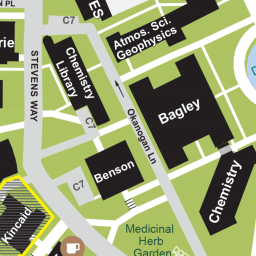 N PL
C7
ES
rie
STEVENS WAY
Chemistry
Library
Atmos. Sci.
Geophysics
Okanogan Ln
Bagley
C7
Benson
C7
Chemistry
Kincaid
Medicinal
Herb
Garden